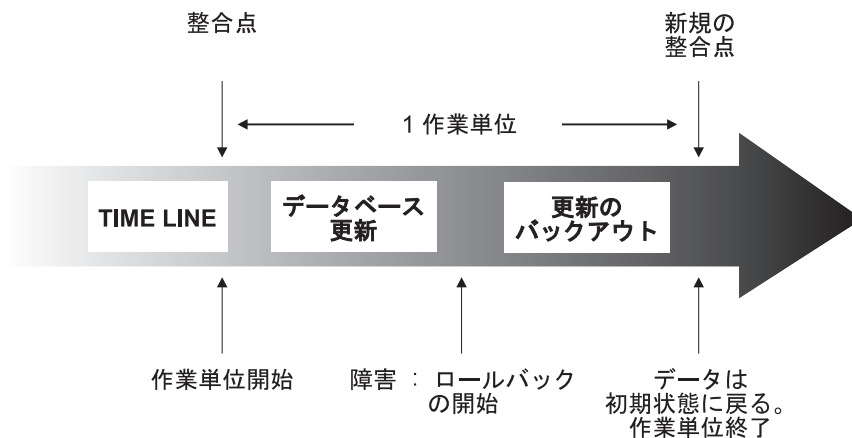 整合点
新規の
整合点
1 作業単位
TIME LINE
データベース
更新
更新の
バックアウト
作業単位開始
障害 : ロールバック
の開始
データは
初期状態に戻る。
作業単位終了